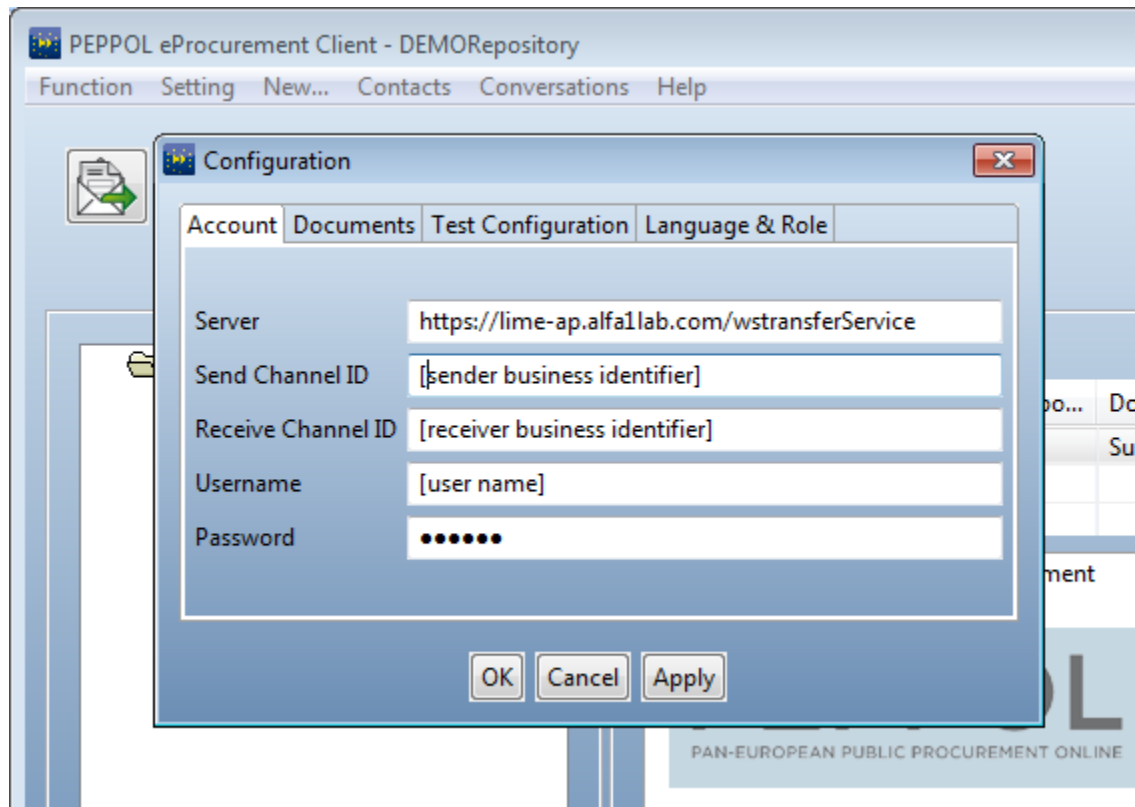 PEPPOL eProcurement Client - DEMORepository
Function Setting New... Contacts Conversations Help
Configuration
Account Documents Test Configuration Language & Role
Server https://lime-ap.alfa1lab.com/wstransferService
Send Channel ID [sender business identifier]
Receive Channel ID [receiver business identifier]
Username [user name]
Password ●●●●●●
OK Cancel Apply
PAN-EUROPEAN PUBLIC PROCUREMENT ONLINE